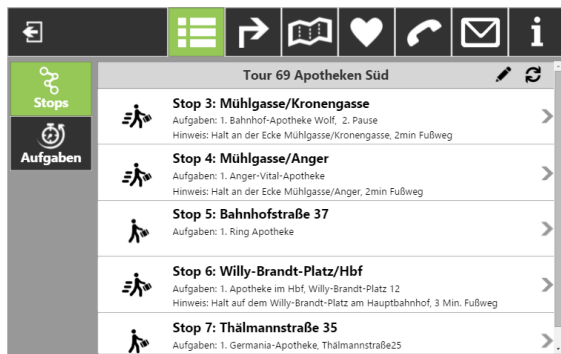 Tour 69 Apotheken Süd
Stops
Aufgaben
Stop 3: Mühlgasse/Kronengasse
Aufgaben: 1. Bahnhof-Apotheke Wolf, 2. Pause
Hinweis: Halt an der Ecke Mühlgasse/Kronengasse, 2min Fußweg
Stop 4: Mühlgasse/Anger
Aufgaben: 1. Anger-Vital-Apotheke
Hinweis: Halt an der Ecke Mühlgasse/Anger, 2min Fußweg
Stop 5: Bahnhofstraße 37
Aufgaben: 1. Ring Apotheke
Stop 6: Willy-Brandt-Platz/Hbf
Aufgaben: 1. Apotheke im Hbf, Willy-Brandt-Platz 12
Hinweis: Halt auf dem Willy-Brandt-Platz am Hauptbahnhof, 3 Min. Fußweg
Stop 7: Thälmannstraße 35
Aufgaben: 1. Germania-Apotheke, Thälmannstraße25